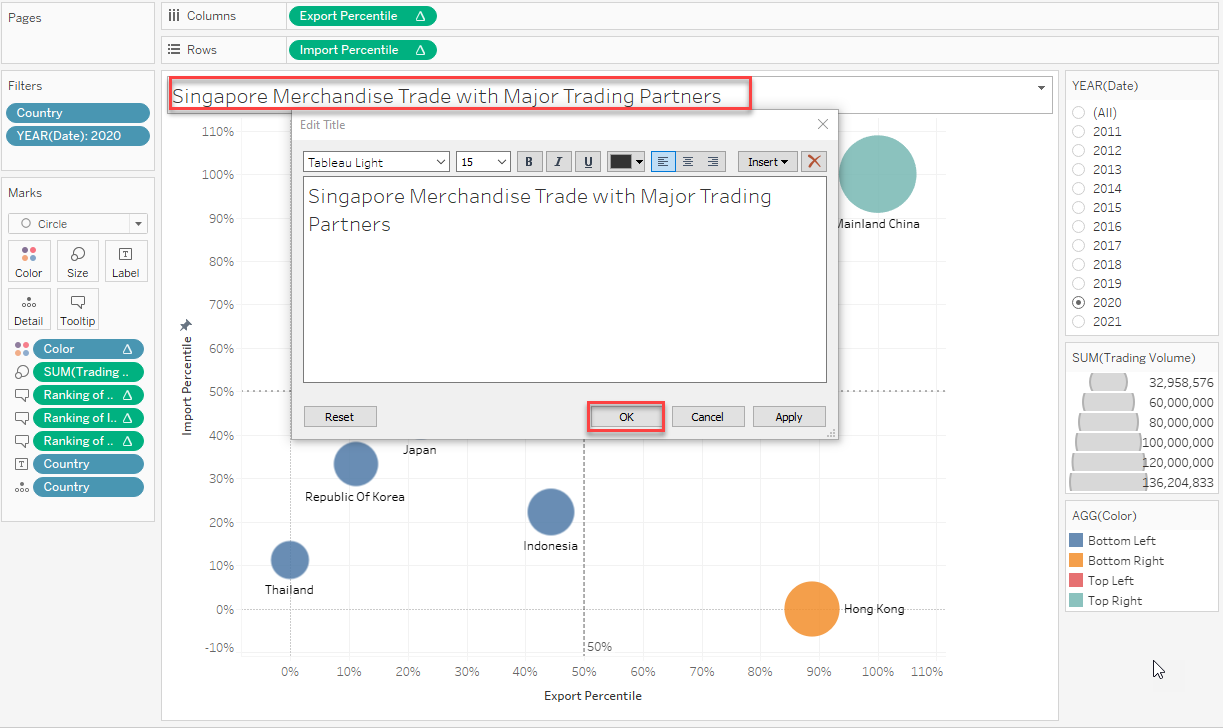 Pages
Columns
Export Percentile
Rows
Import Percentile
Filters
Country
YEAR(Date): 2020
Marks
Circle
Color
Size
Label
Detail
Tooltip
Color
SUM(Trading ..
Ranking of ..
Ranking of I..
Ranking of ..
Country
Country
Singapore Merchandise Trade with Major Trading Partners
Edit Title
Tableau Light
15
B
I
U
Insert
Singapore Merchandise Trade with Major Trading
Partners
Reset
OK
Cancel
Apply
Import Percentile
110%
100%
90%
80%
70%
60%
50%
40%
30%
20%
10%
0%
-10%
Mainland China
Japan
Republic Of Korea
Indonesia
Thailand
Hong Kong
50%
0%
10%
20%
30%
40%
50%
60%
70%
80%
90%
100%
110%
Export Percentile
YEAR(Date)
(All)
2011
2012
2013
2014
2015
2016
2017
2018
2019
2020
2021
SUM(Trading Volume)
32,958,576
60,000,000
80,000,000
100,000,000
120,000,000
136,204,833
AGG(Color)
Bottom Left
Bottom Right
Top Left
Top Right